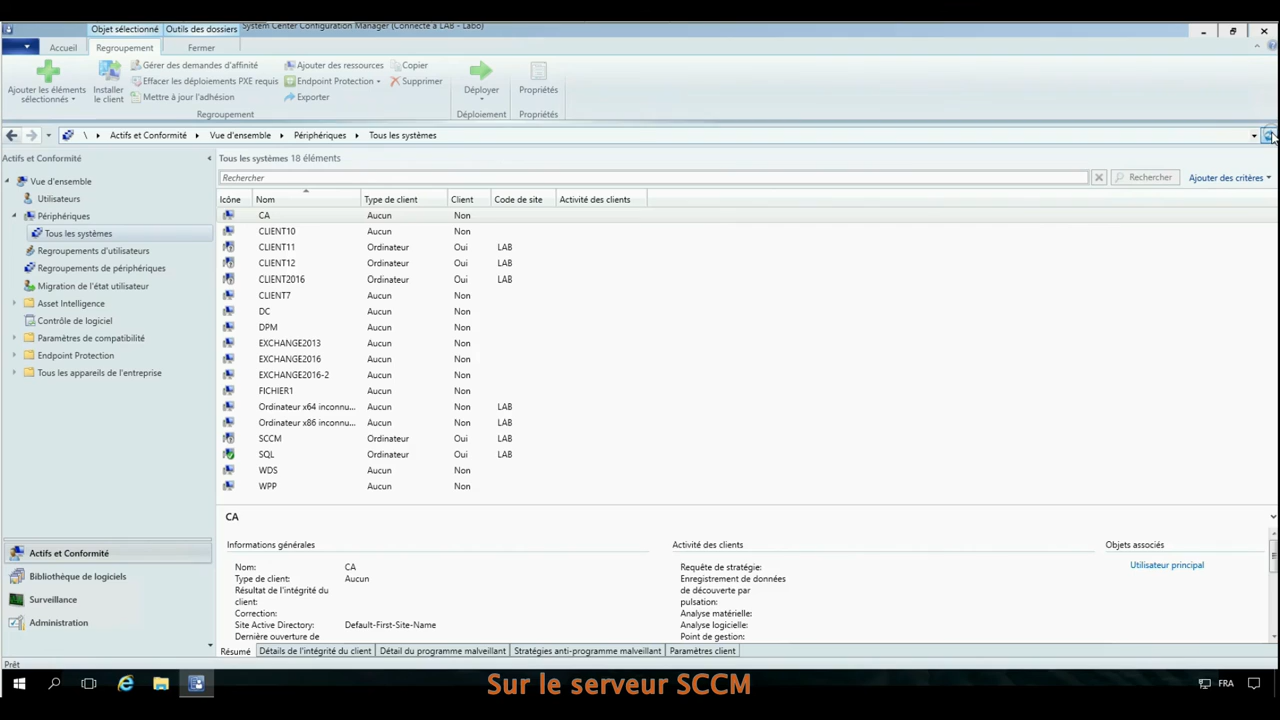 Objet sélectionné Outils des dossiers System Center Configuration Manager (Connecté à LAB - Labo)
Accueil Regroupement Fermer
Ajouter les éléments sélectionnés
Installer le client
Gérer des demandes d'affinité
Effacer les déploiements PXE requis
Mettre à jour l'adhésion
Ajouter des ressources
Endpoint Protection
Exporter
Copier
Supprimer
Déployer
Propriétés
Regroupement Déploiement Propriétés
\ Actifs et Conformité Vue d'ensemble Périphériques Tous les systèmes
Actifs et Conformité
Vue d'ensemble
Utilisateurs
Périphériques
Tous les systèmes
Regroupements d'utilisateurs
Regroupements de périphériques
Migration de l'état utilisateur
Asset Intelligence
Contrôle de logiciel
Paramètres de compatibilité
Endpoint Protection
Tous les appareils de l'entreprise
Actifs et Conformité
Bibliothèque de logiciels
Surveillance
Administration
Tous les systèmes 18 éléments
Rechercher Rechercher Ajouter des critères
Icône Nom Type de client Client Code de site Activité des clients
CA Aucun Non
CLIENT10 Aucun Non
CLIENT11 Ordinateur Oui LAB
CLIENT12 Ordinateur Oui LAB
CLIENT2016 Ordinateur Oui LAB
CLIENT7 Aucun Non
DC Aucun Non
DPM Aucun Non
EXCHANGE2013 Aucun Non
EXCHANGE2016 Aucun Non
EXCHANGE2016-2 Aucun Non
FICHIER1 Aucun Non
Ordinateur x64 inconnu... Aucun Non LAB
Ordinateur x86 inconnu... Aucun Non LAB
SCCM Ordinateur Oui LAB
SQL Ordinateur Oui LAB
WDS Aucun Non
WPP Aucun Non
CA
Informations générales
Nom: CA
Type de client: Aucun
Résultat de l'intégrité du
client:
Correction:
Site Active Directory: Default-First-Site-Name
Dernière ouverture de
Activité des clients
Requête de stratégie:
Enregistrement de données
de découverte par
pulsation:
Analyse matérielle:
Analyse logicielle:
Point de gestion:
Objets associés
Utilisateur principal
Résumé Détails de l'intégrité du client Détail du programme malveillant Stratégies anti-programme malveillant Paramètres client
Prêt
Sur le serveur SCCM
FRA